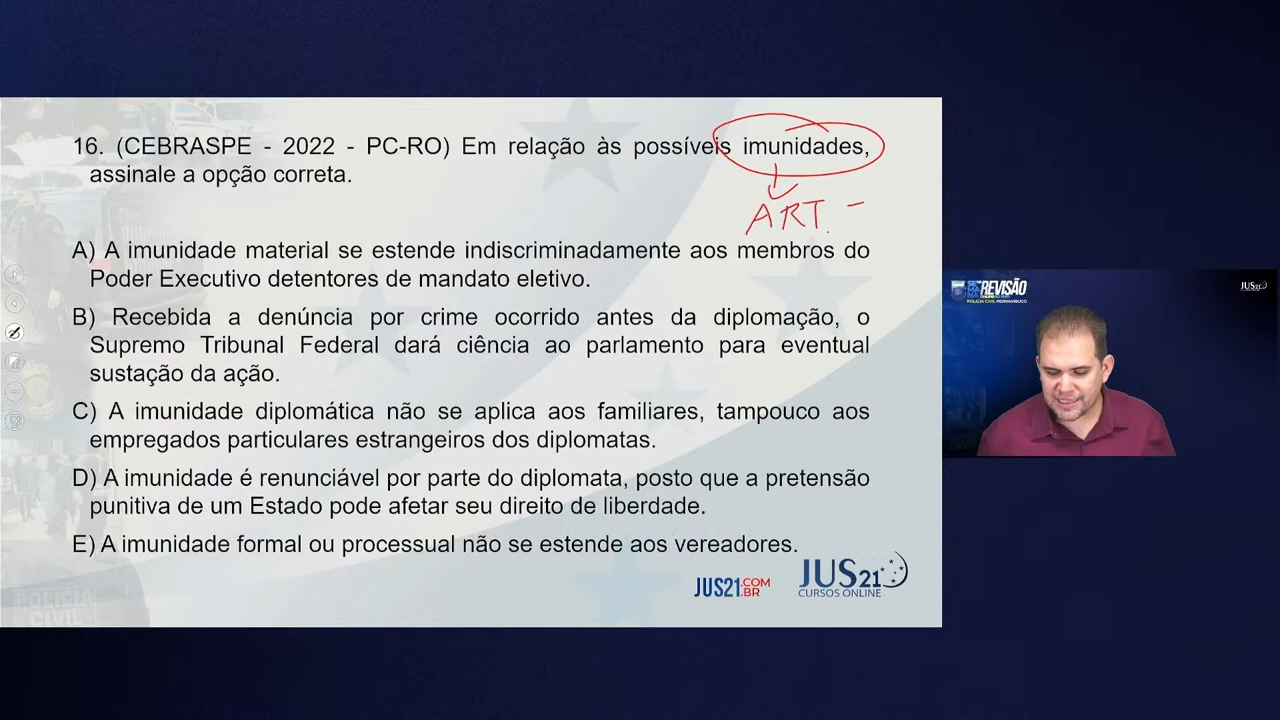 16. (CEBRASPE - 2022 - PC-RO) Em relação às possíveis imunidades,
assinale a opção correta.
ART. -
A) A imunidade material se estende indiscriminadamente aos membros do
Poder Executivo detentores de mandato eletivo.
B) Recebida a denúncia por crime ocorrido antes da diplomação, o
Supremo Tribunal Federal dará ciência ao parlamento para eventual
sustação da ação.
C) A imunidade diplomática não se aplica aos familiares, tampouco aos
empregados particulares estrangeiros dos diplomatas.
D) A imunidade é renunciável por parte do diplomata, posto que a pretensão
punitiva de um Estado pode afetar seu direito de liberdade.
E) A imunidade formal ou processual não se estende aos vereadores.
JUS21.COM.BR
JUS21
CURSOS ONLINE
POLÍCIA
CIVIL
SEMANA
REVISÃO
POLÍCIA CIVIL PERNAMBUCO
JUS21